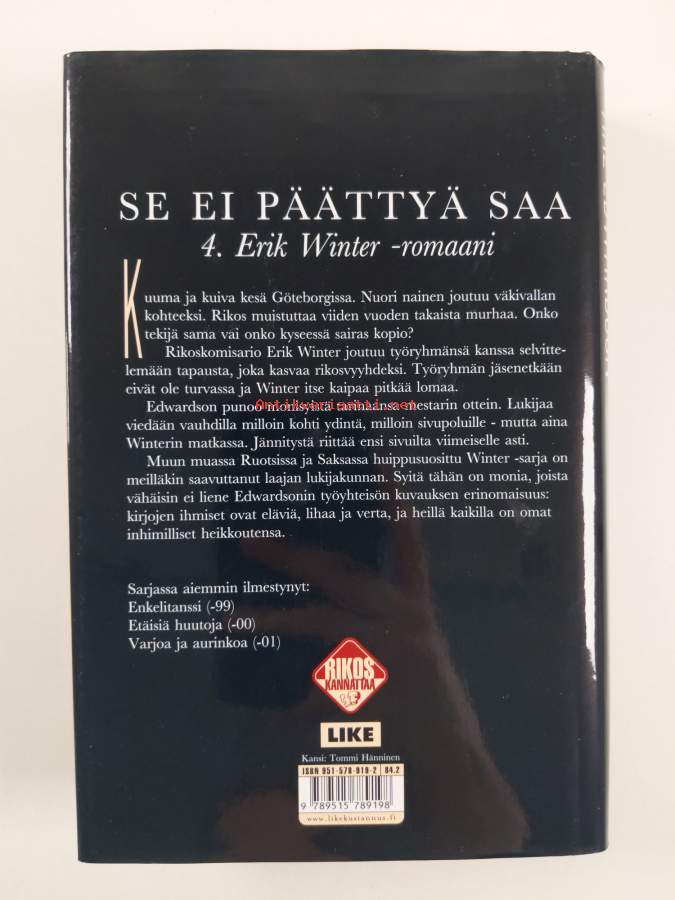 SE EI PÄÄTTYÄ SAA
4. Erik Winter -romaani
Kuuma ja kuiva kesä Göteborgissa. Nuori nainen joutuu väkivallan
kohteeksi. Rikos muistuttaa viiden vuoden takaista murhaa. Onko
tekijä sama vai onko kyseessä sairas kopio?
Rikoskomisario Erik Winter joutuu työryhmänsä kanssa selvitte-
lemään tapausta, joka kasvaa rikosvyyhdeksi. Työryhmän jäsenetkään
eivät ole turvassa ja Winter itse kaipaa pitkää lomaa.
Edwardson punoo monisyistä tarinaansa mestarin ottein. Lukijaa
viedään vauhdilla milloin kohti ydintä, milloin sivupoluille - mutta aina
Winterin matkassa. Jännitystä riittää ensi sivuilta viimeiselle asti.
Muun muassa Ruotsissa ja Saksassa huippusuosittu Winter -sarja on
meilläkin saavuttanut laajan lukijakunnan. Syitä tähän on monia, joista
vähäisin ei liene Edwardsonin työyhteisön kuvauksen erinomaisuus:
kirjojen ihmiset ovat eläviä, lihaa ja verta, ja heillä kaikilla on omat
inhimilliset heikkoutensa.
Sarjassa aiemmin ilmestynyt:
Enkelitanssi (-99)
Etäisiä huutoja (-00)
Varjoa ja aurinkoa (-01)
RIKOS
KANNATTAA
LIKE
Kansi: Tommi Hänninen
ISBN 951-578-919-2 84.2
9 789515 789198
www.likekustannus.fi
Antikvariaatti.net